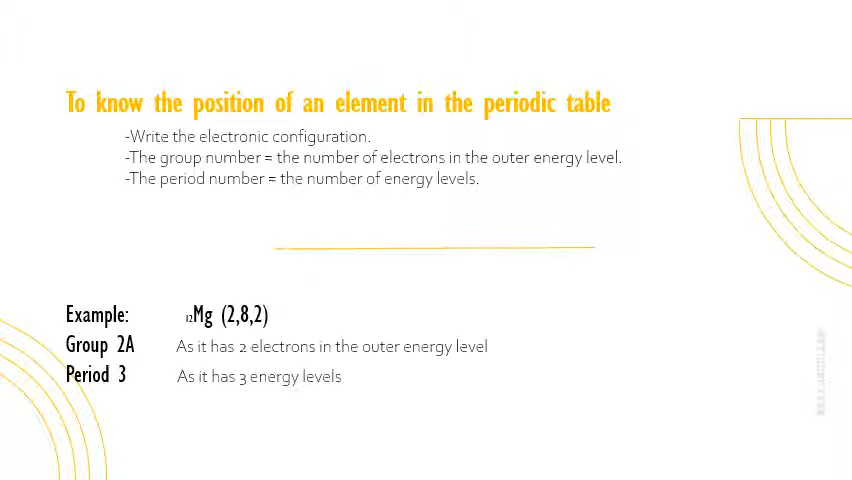 To know the position of an element in the periodic table
-Write the electronic configuration.
-The group number = the number of electrons in the outer energy level.
-The period number = the number of energy levels.
Example: ₁₂Mg (2,8,2)
Group 2A As it has 2 electrons in the outer energy level
Period 3 As it has 3 energy levels